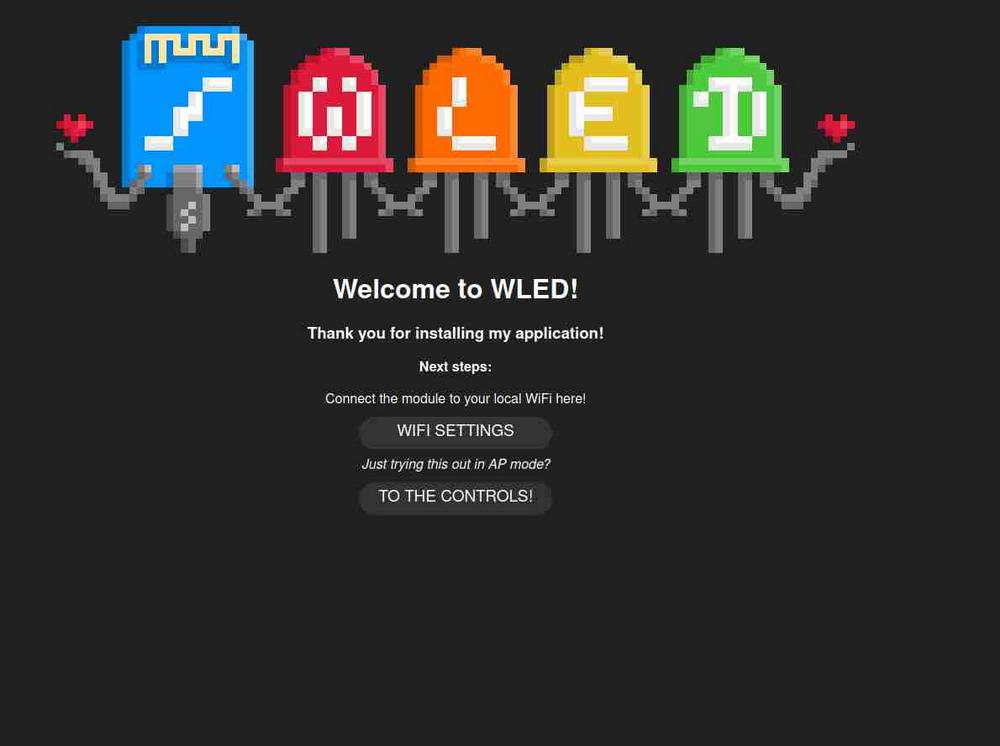 WLED
Welcome to WLED!
Thank you for installing my application!
Next steps:
Connect the module to your local WiFi here!
WIFI SETTINGS
Just trying this out in AP mode?
TO THE CONTROLS!